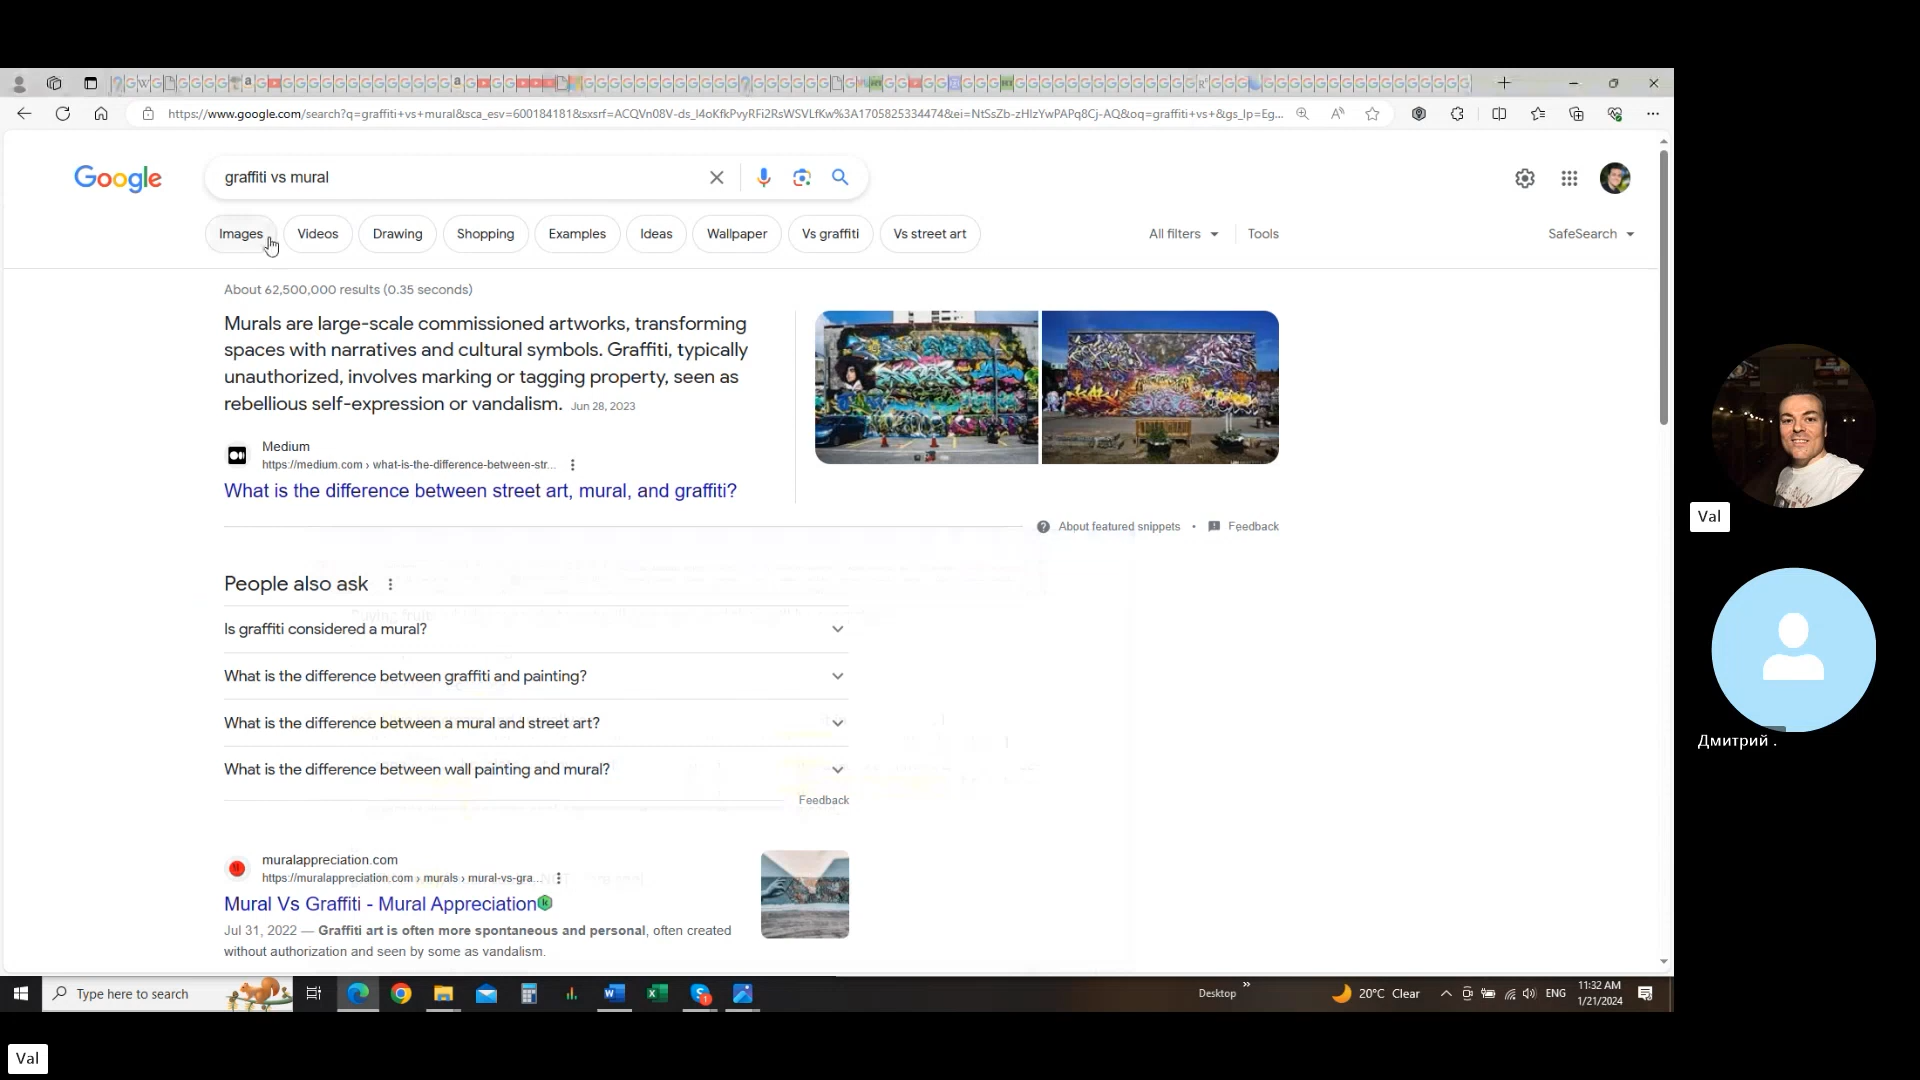 https://www.google.com/search?q=graffiti+vs+mural&sca_esv=600184181&sxsrf=ACQVn08V-ds_l4oKfkPvyRFi2RsWSVLfKw%3A1705825334474&ei=NtSsZb-zHIzYwPAPq8Cj-AQ&oq=graffiti+vs+&gs_lp=Eg...
Google
graffiti vs mural
Images
Videos
Drawing
Shopping
Examples
Ideas
Wallpaper
Vs graffiti
Vs street art
All filters
Tools
SafeSearch
About 62,500,000 results (0.35 seconds)
Murals are large-scale commissioned artworks, transforming
spaces with narratives and cultural symbols. Graffiti, typically
unauthorized, involves marking or tagging property, seen as
rebellious self-expression or vandalism. Jun 28, 2023
Medium
https://medium.com › what-is-the-difference-between-str...
What is the difference between street art, mural, and graffiti?
About featured snippets • Feedback
People also ask
Is graffiti considered a mural?
What is the difference between graffiti and painting?
What is the difference between a mural and street art?
What is the difference between wall painting and mural?
Feedback
muralappreciation.com
https://muralappreciation.com › murals › mural-vs-gra...
Mural Vs Graffiti - Mural Appreciation
Jul 31, 2022 — Graffiti art is often more spontaneous and personal, often created
without authorization and seen by some as vandalism.
Val
Дмитрий .
Type here to search
Desktop
20°C Clear
ENG
11:32 AM
1/21/2024
Val